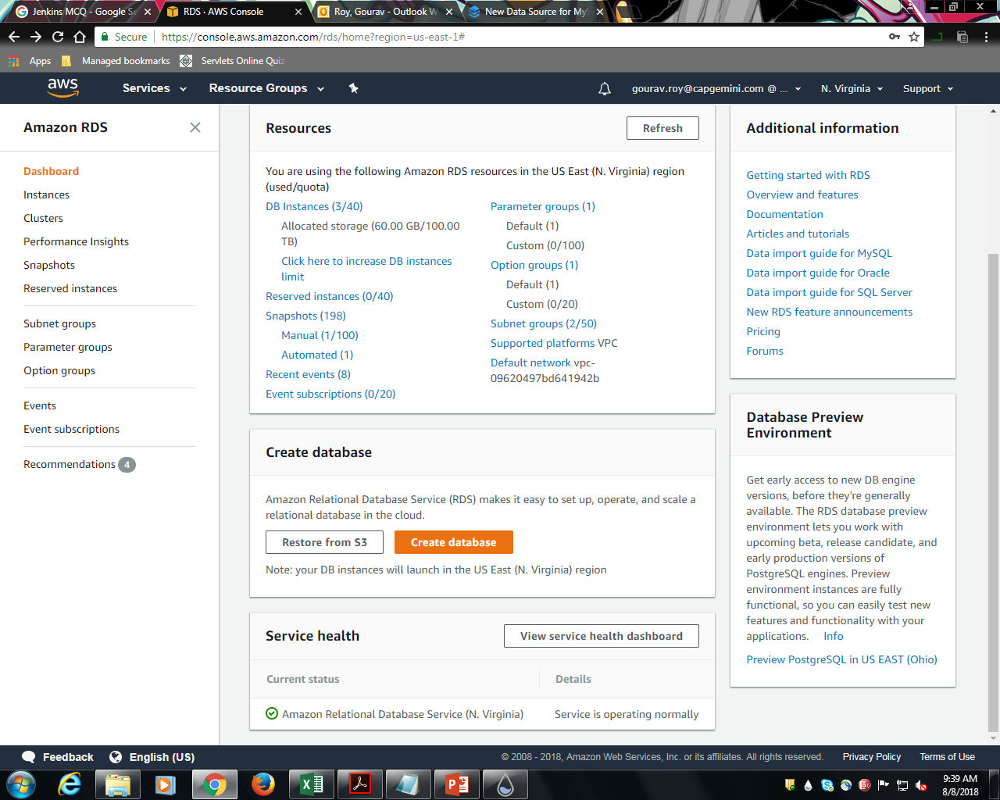 Jenkins MCQ - Google Se
RDS · AWS Console
Roy, Gourav - Outlook W
New Data Source for MyS
Secure
https://console.aws.amazon.com/rds/home?region=us-east-1#
Apps
Managed bookmarks
Servlets Online Quiz
aws
Services
Resource Groups
gourav.roy@capgemini.com @ ...
N. Virginia
Support
Amazon RDS
Dashboard
Instances
Clusters
Performance Insights
Snapshots
Reserved instances
Subnet groups
Parameter groups
Option groups
Events
Event subscriptions
Recommendations 4
Resources
Refresh
You are using the following Amazon RDS resources in the US East (N. Virginia) region
(used/quota)
DB Instances (3/40)
Allocated storage (60.00 GB/100.00
TB)
Click here to increase DB instances
limit
Reserved instances (0/40)
Snapshots (198)
Manual (1/100)
Automated (1)
Recent events (8)
Event subscriptions (0/20)
Parameter groups (1)
Default (1)
Custom (0/100)
Option groups (1)
Default (1)
Custom (0/20)
Subnet groups (2/50)
Supported platforms VPC
Default network vpc-
09620497bd641942b
Create database
Amazon Relational Database Service (RDS) makes it easy to set up, operate, and scale a
relational database in the cloud.
Restore from S3
Create database
Note: your DB instances will launch in the US East (N. Virginia) region
Service health
View service health dashboard
Current status
Details
Amazon Relational Database Service (N. Virginia)
Service is operating normally
Additional information
Getting started with RDS
Overview and features
Documentation
Articles and tutorials
Data import guide for MySQL
Data import guide for Oracle
Data import guide for SQL Server
New RDS feature announcements
Pricing
Forums
Database Preview
Environment
Get early access to new DB engine
versions, before they're generally
available. The RDS database preview
environment lets you work with
upcoming beta, release candidate, and
early production versions of
PostgreSQL engines. Preview
environment instances are fully
functional, so you can easily test new
features and functionality with your
applications. Info
Preview PostgreSQL in US EAST (Ohio)
Feedback
English (US)
© 2008 - 2018, Amazon Web Services, Inc. or its affiliates. All rights reserved.
Privacy Policy
Terms of Use
9:39 AM
8/8/2018